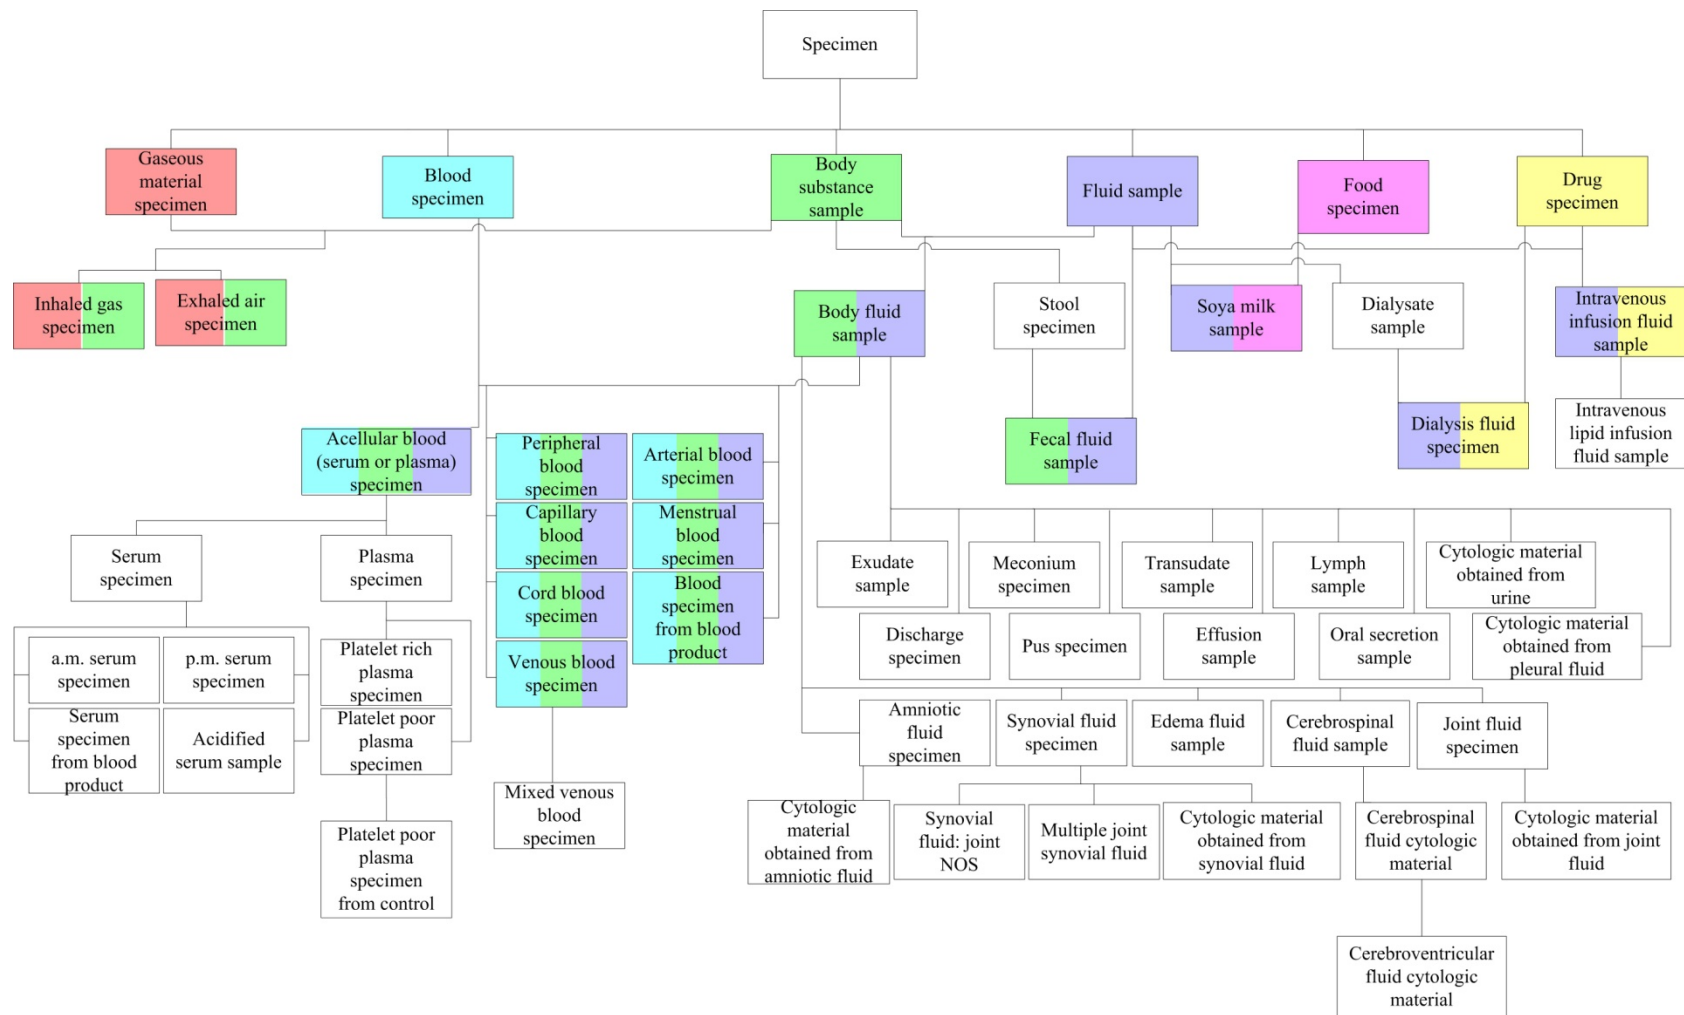 Specimen
Gaseous
material
specimen
Blood
specimen
Body
substance
sample
Fluid sample
Food
specimen
Drug
specimen
Inhaled gas
specimen
Exhaled air
specimen
Body fluid
sample
Stool
specimen
Soya milk
sample
Dialysate
sample
Intravenous
infusion fluid
sample
Acellular blood
(serum or plasma)
specimen
Peripheral
blood
specimen
Arterial blood
specimen
Fecal fluid
sample
Dialysis fluid
specimen
Intravenous
lipid infusion
fluid sample
Capillary
blood
specimen
Menstrual
blood
specimen
Serum
specimen
Plasma
specimen
Cord blood
specimen
Blood
specimen
from blood
product
Venous blood
specimen
Exudate
sample
Meconium
specimen
Transudate
sample
Lymph
sample
Cytologic material
obtained from
urine
Discharge
specimen
Pus specimen
Effusion
sample
Oral secretion
sample
Cytologic material
obtained from
pleural fluid
a.m. serum
specimen
p.m. serum
specimen
Platelet rich
plasma
specimen
Serum
specimen
from blood
product
Acidified
serum sample
Platelet poor
plasma
specimen
Amniotic
fluid
specimen
Synovial fluid
specimen
Edema fluid
sample
Cerebrospinal
fluid sample
Joint fluid
specimen
Mixed venous
blood
specimen
Platelet poor
plasma
specimen
from control
Cytologic
material
obtained from
amniotic fluid
Synovial
fluid: joint
NOS
Multiple joint
synovial fluid
Cytologic material
obtained from
synovial fluid
Cerebrospinal
fluid cytologic
material
Cytologic material
obtained from joint
fluid
Cerebroventricular
fluid cytologic
material